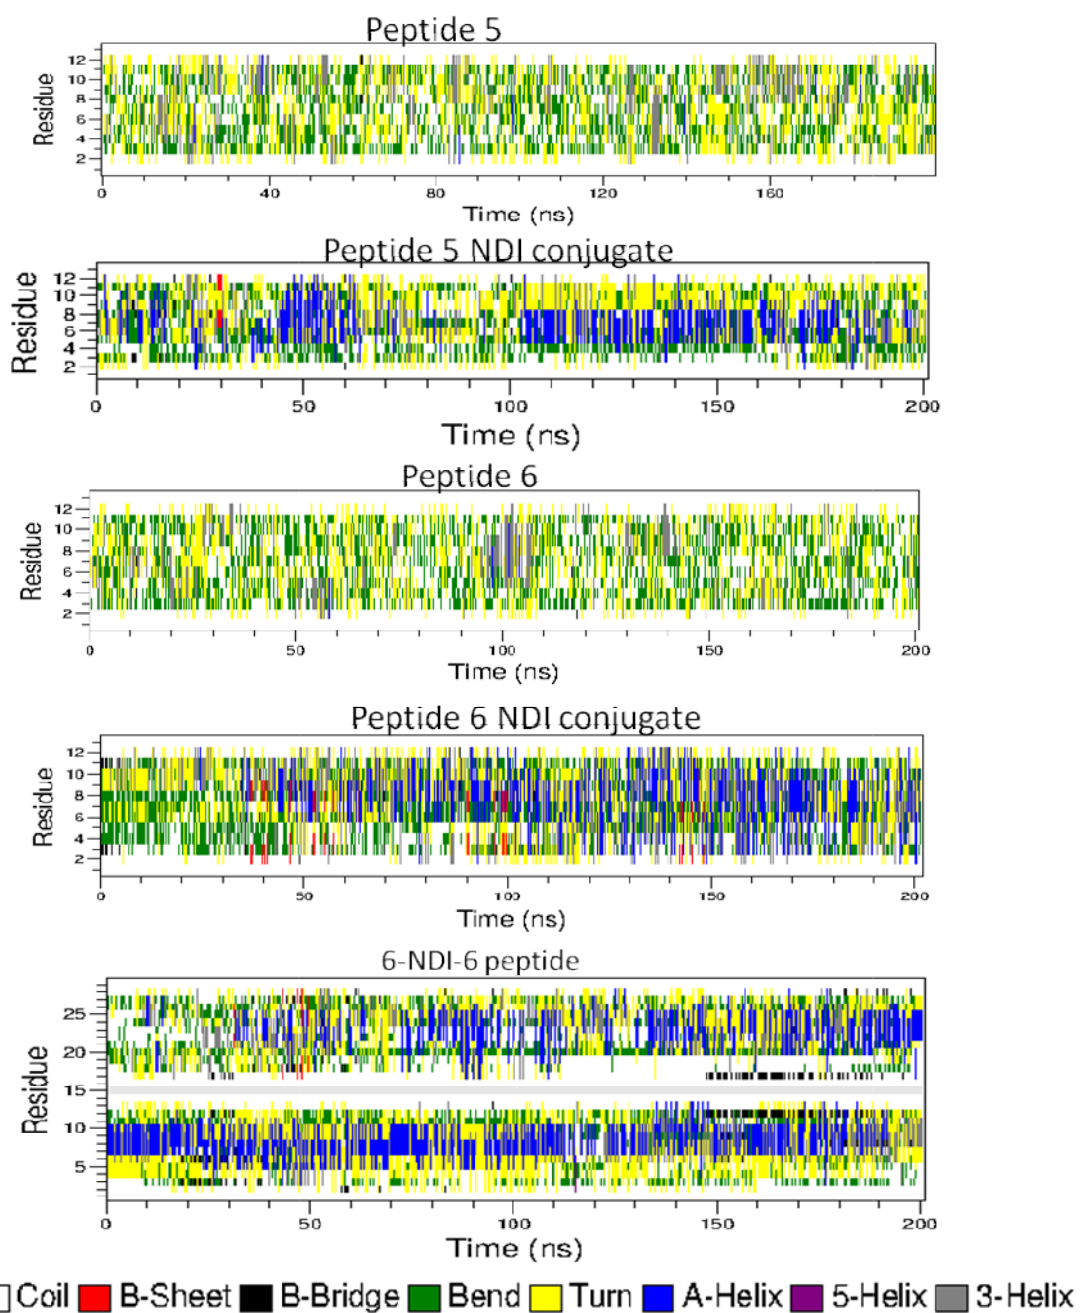 Peptide 5
Residue
12
10
8
6
4
2
0 40 80 120 160
Time (ns)
Peptide 5 NDI conjugate
Residue
12
10
8
6
4
2
0 50 100 150 200
Time (ns)
Peptide 6
Residue
12
10
8
6
4
2
0 50 100 150 200
Time (ns)
Peptide 6 NDI conjugate
Residue
12
10
8
6
4
2
0 50 100 150 200
Time (ns)
6-NDI-6 peptide
Residue
25
20
15
10
5
0 50 100 150 200
Time (ns)
Coil B-Sheet B-Bridge Bend Turn A-Helix 5-Helix 3-Helix